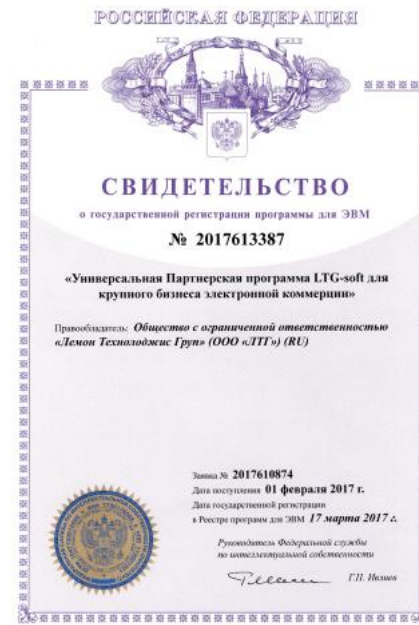 РОССИЙСКАЯ ФЕДЕРАЦИЯ
СВИДЕТЕЛЬСТВО
о государственной регистрации программы для ЭВМ
№ 2017613387
«Универсальная Партнерская программа LTG-soft для
крупного бизнеса электронной коммерции»
Правообладатель: Общество с ограниченной ответственностью
«Лемон Технолоджис Груп» (ООО «ЛТГ») (RU)
Заявка № 2017610874
Дата поступления 01 февраля 2017 г.
Дата государственной регистрации
в Реестре программ для ЭВМ 17 марта 2017 г.
Руководитель Федеральной службы
по интеллектуальной собственности
Г.П. Ивлиев